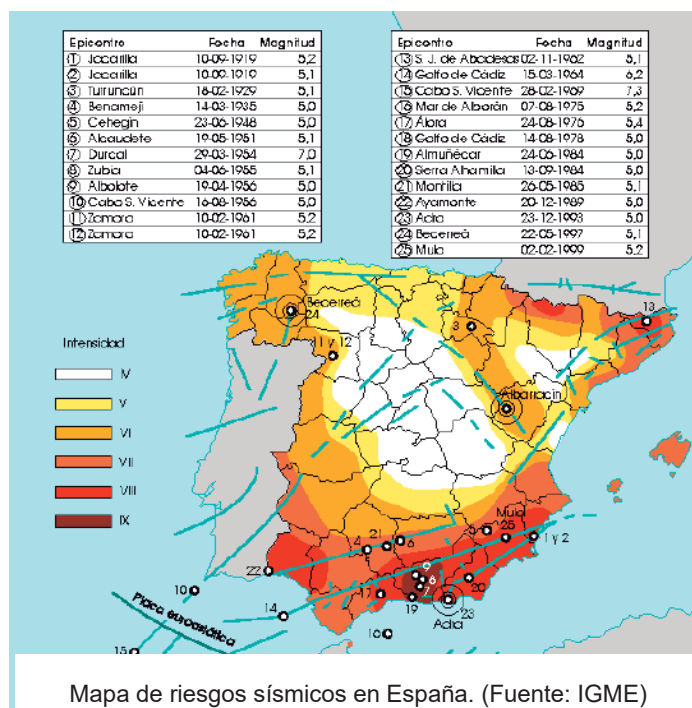 Epicentro Fecha Magnitud
1 Jacarilla 10-09-1919 5,2
2 Jacarilla 10-09-1919 5,1
3 Turruncún 18-02-1929 5,1
4 Benamejí 14-03-1935 5,0
5 Cehegín 23-06-1948 5,0
6 Alcaudete 19-05-1951 5,1
7 Durcal 29-03-1954 7,0
8 Zubia 04-06-1955 5,1
9 Albolote 19-04-1956 5,0
10 Cabo S. Vicente 16-08-1956 5,0
11 Zamora 10-02-1961 5,2
12 Zamora 10-02-1961 5,2
Epicentro Fecha Magnitud
13 S. J. de Abadesas 02-11-1962 5,1
14 Golfo de Cádiz 15-03-1964 6,2
15 Cabo S. Vicente 28-02-1969 7,3
16 Mar de Alborán 07-08-1975 5,2
17 Álora 24-08-1976 5,4
18 Golfo de Cádiz 14-08-1978 5,0
19 Almuñécar 24-06-1984 5,0
20 Sierra Alhamilla 13-09-1984 5,0
21 Montilla 26-05-1985 5,1
22 Ayamonte 20-12-1989 5,0
23 Adra 23-12-1993 5,0
24 Becerreá 22-05-1997 5,1
25 Mula 02-02-1999 5,2
Becerreá
24
3
13
11 y 12
Intensidad
IV
V
VI
VII
VIII
IX
Albarracín
Mula
25
5
1 y 2
4
21
6
9
8
7
20
22
10
14
17
19
23
Adra
16
15
Placa euroasiática
Mapa de riesgos sísmicos en España. (Fuente: IGME)